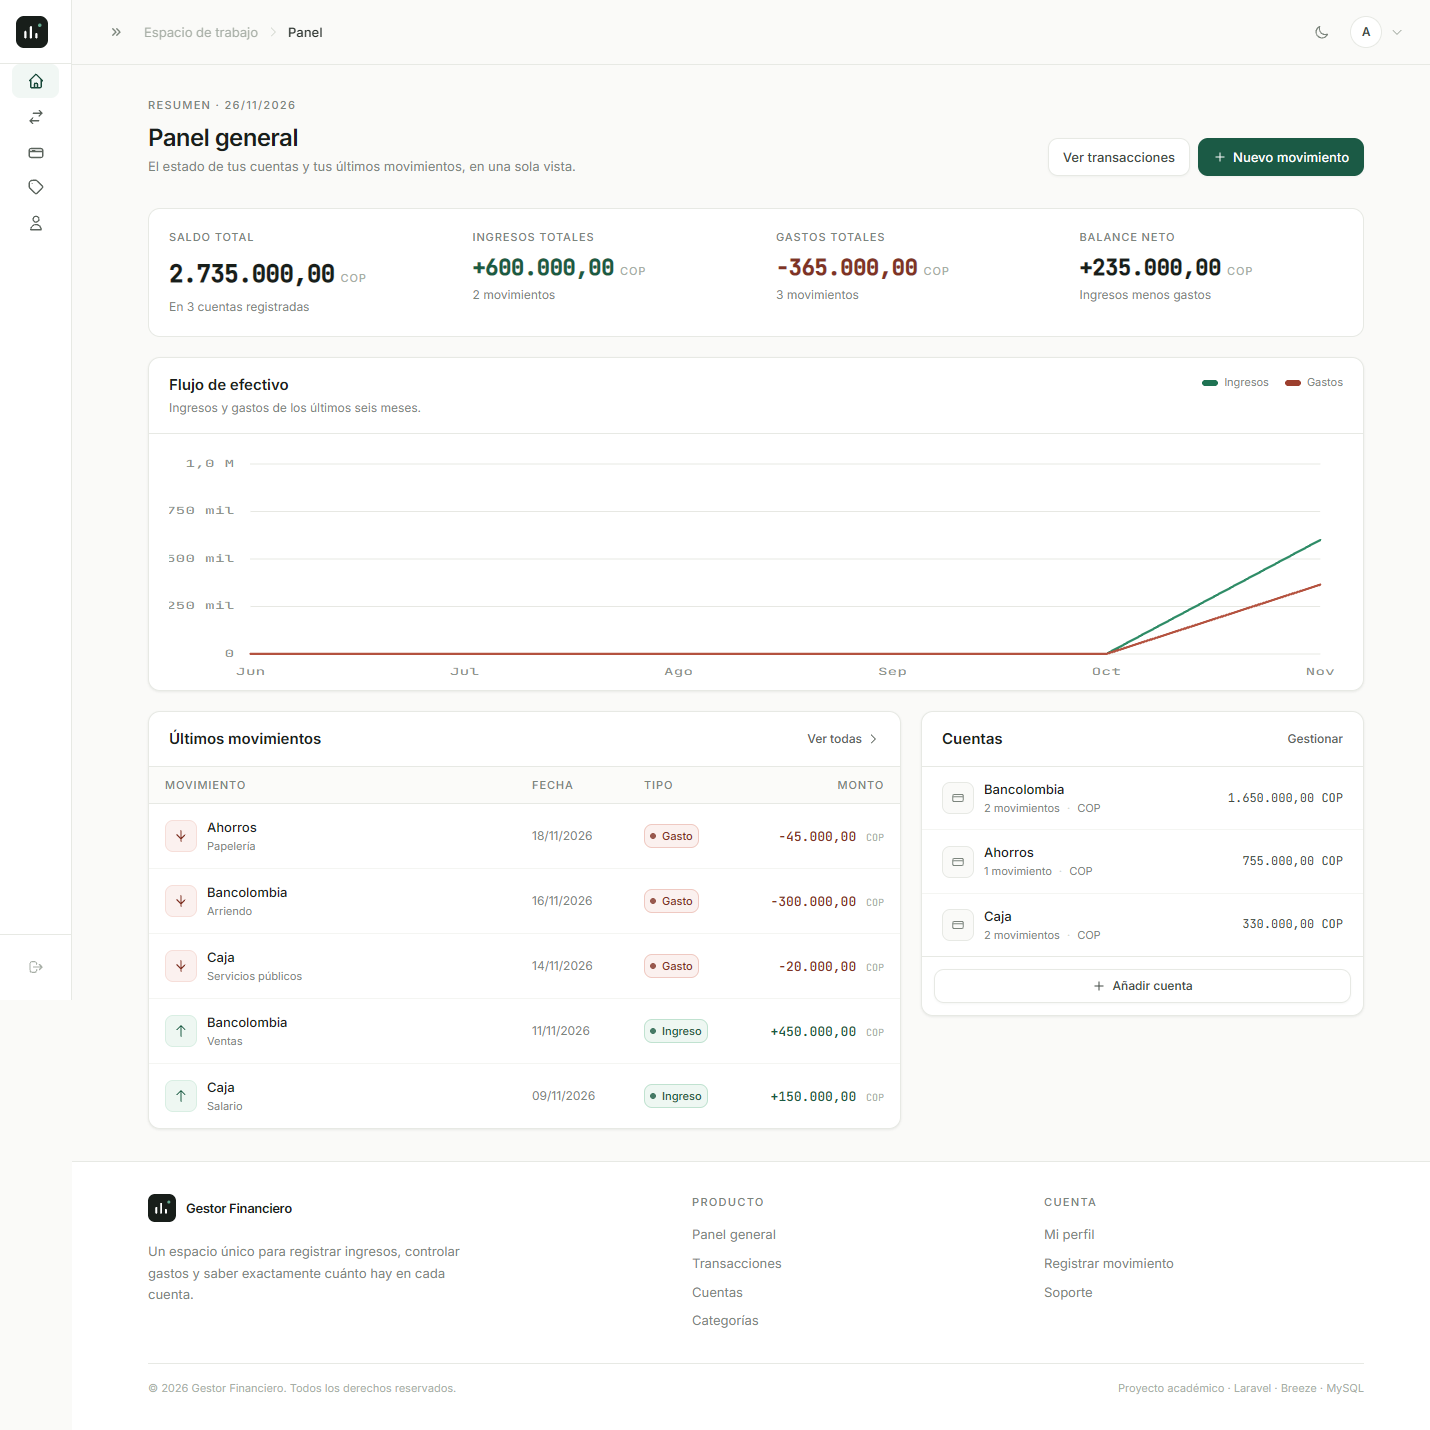 Espacio de trabajo
Panel
A
RESUMEN · 26/11/2026
Panel general
El estado de tus cuentas y tus últimos movimientos, en una sola vista.
Ver transacciones
+ Nuevo movimiento
SALDO TOTAL
2.735.000,00 COP
En 3 cuentas registradas
INGRESOS TOTALES
+600.000,00 COP
2 movimientos
GASTOS TOTALES
-365.000,00 COP
3 movimientos
BALANCE NETO
+235.000,00 COP
Ingresos menos gastos
Flujo de efectivo
Ingresos y gastos de los últimos seis meses.
Ingresos
Gastos
1,0 M
750 mil
500 mil
250 mil
0
Jun Jul Ago Sep Oct Nov
Últimos movimientos
Ver todas
MOVIMIENTO FECHA TIPO MONTO
Ahorros
Papelería
18/11/2026 Gasto -45.000,00 COP
Bancolombia
Arriendo
16/11/2026 Gasto -300.000,00 COP
Caja
Servicios públicos
14/11/2026 Gasto -20.000,00 COP
Bancolombia
Ventas
11/11/2026 Ingreso +450.000,00 COP
Caja
Salario
09/11/2026 Ingreso +150.000,00 COP
Cuentas
Gestionar
Bancolombia
2 movimientos · COP
1.650.000,00 COP
Ahorros
1 movimiento · COP
755.000,00 COP
Caja
2 movimientos · COP
330.000,00 COP
+ Añadir cuenta
Gestor Financiero
Un espacio único para registrar ingresos, controlar
gastos y saber exactamente cuánto hay en cada
cuenta.
PRODUCTO
Panel general
Transacciones
Cuentas
Categorías
CUENTA
Mi perfil
Registrar movimiento
Soporte
© 2026 Gestor Financiero. Todos los derechos reservados.
Proyecto académico · Laravel · Breeze · MySQL